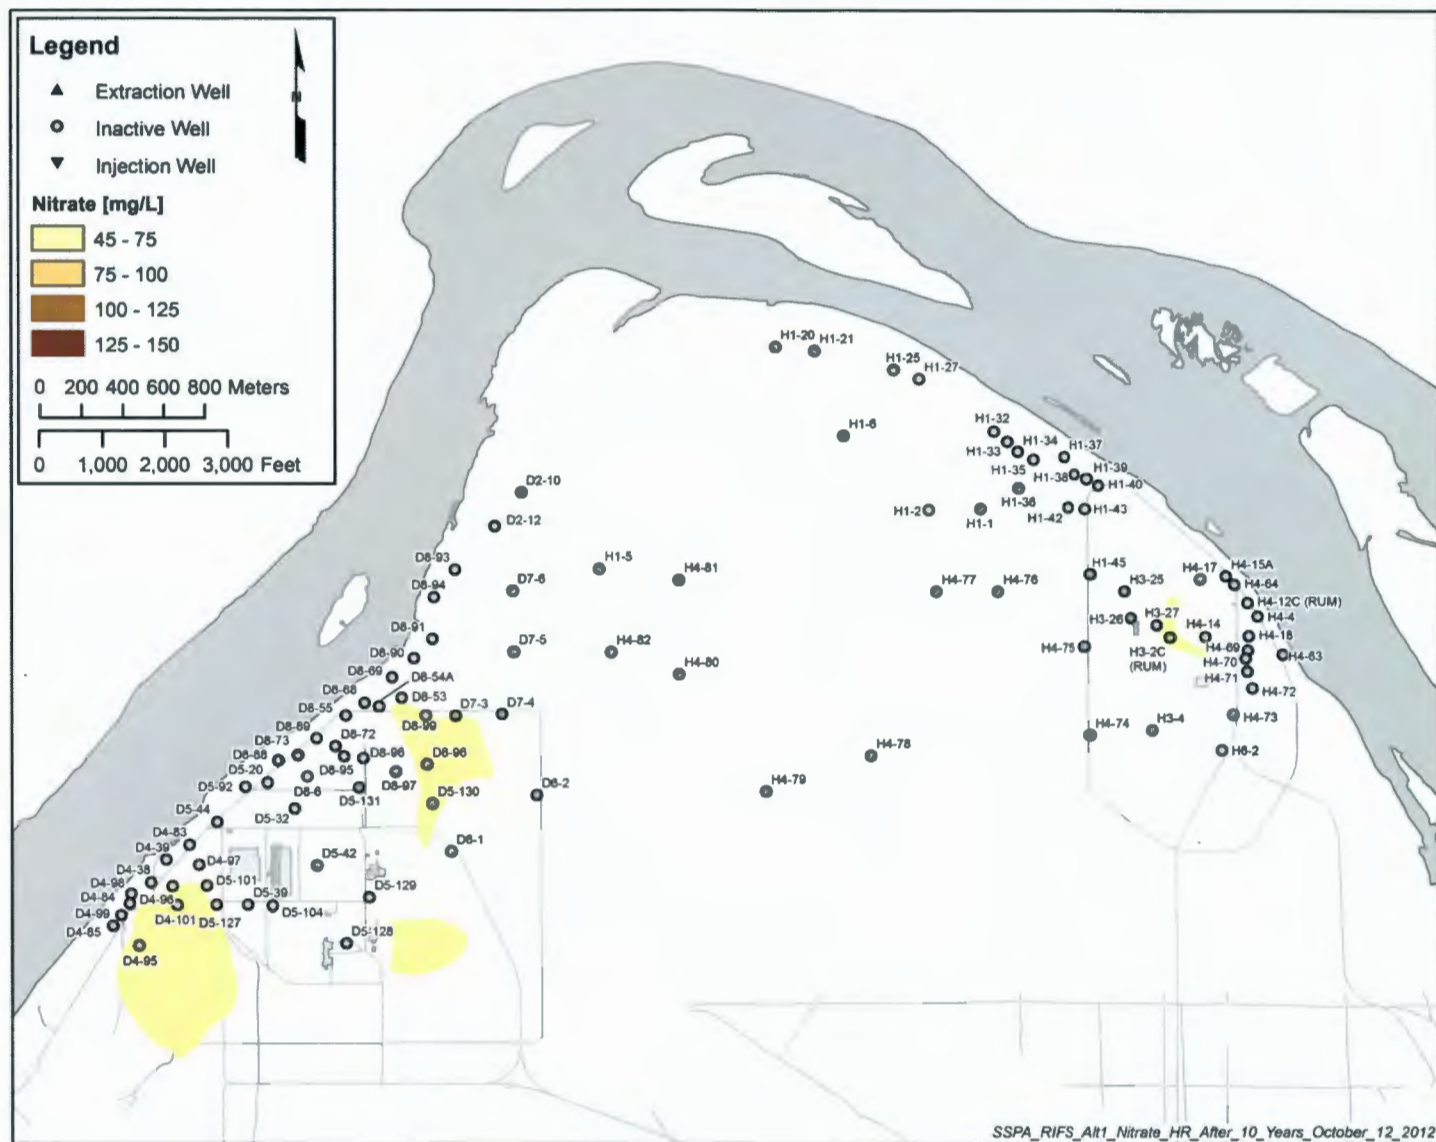 Legend
Extraction Well
Inactive Well
Injection Well
Nitrate [mg/L]
45 - 75
75 - 100
100 - 125
125 - 150
0 200 400 600 800 Meters
0 1,000 2,000 3,000 Feet
H1-20
H1-21
H1-25
H1-27
H1-6
H1-32
H1-34
H1-37
H1-33
H1-35
H1-38
H1-39
H1-40
H1-36
H1-2
H1-1
H1-42
H1-43
D2-10
D2-12
D8-93
D8-94
D7-6
H1-5
H4-81
H4-77
H4-76
H1-45
H3-25
H4-17
H4-15A
H4-64
H4-12C (RUM)
H4-4
H3-26
H3-27
H4-14
H4-18
H4-69
H4-63
H3-2C
(RUM)
H4-70
H4-71
H4-72
H4-75
H4-73
H4-74
H3-4
H6-2
D8-91
D8-90
D7-5
H4-82
H4-80
D8-69
D8-54A
D8-68
D8-53
D8-55
D7-3
D7-4
D8-99
D8-89
D8-72
D8-73
D8-88
D8-96
D8-96
D8-95
D8-97
H4-78
H4-79
D5-20
D5-92
D8-6
D5-131
D5-130
D6-2
D5-32
D5-44
D4-83
D6-1
D4-39
D4-97
D5-42
D4-38
D4-98
D5-101
D5-39
D5-129
D4-84
D4-96
D4-99
D4-101
D5-127
D5-104
D4-85
D4-95
D5-128
SSPA_RIFS_Alt1_Nitrate_HR_After_10_Years_October_12_2012